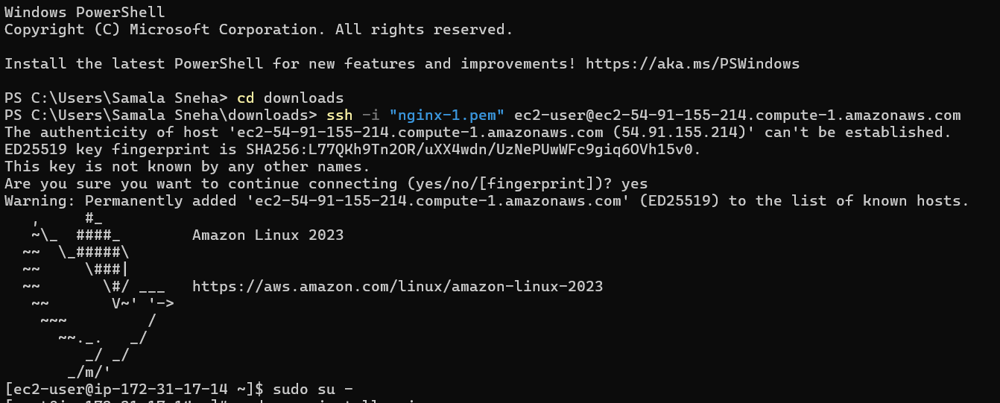 Windows PowerShell
Copyright (C) Microsoft Corporation. All rights reserved.
Install the latest PowerShell for new features and improvements! https://aka.ms/PSWindows
PS C:\Users\Samala Sneha> cd downloads
PS C:\Users\Samala Sneha\downloads> ssh -i "nginx-1.pem" ec2-user@ec2-54-91-155-214.compute-1.amazonaws.com
The authenticity of host 'ec2-54-91-155-214.compute-1.amazonaws.com (54.91.155.214)' can't be established.
ED25519 key fingerprint is SHA256:L77QKh9Tn2OR/uXX4wdn/UzNePUwWFc9giq6OVh15v0.
This key is not known by any other names.
Are you sure you want to continue connecting (yes/no/[fingerprint])? yes
Warning: Permanently added 'ec2-54-91-155-214.compute-1.amazonaws.com' (ED25519) to the list of known hosts.
   ,     #_
   ~\_  ####_        Amazon Linux 2023
  ~~  \_#####\
  ~~     \###|
  ~~       \#/ ___   https://aws.amazon.com/linux/amazon-linux-2023
   ~~       V~' '->
    ~~~         /
      ~~._.   _/
         _/ _/
       _/m/'
[ec2-user@ip-172-31-17-14 ~]$ sudo su -